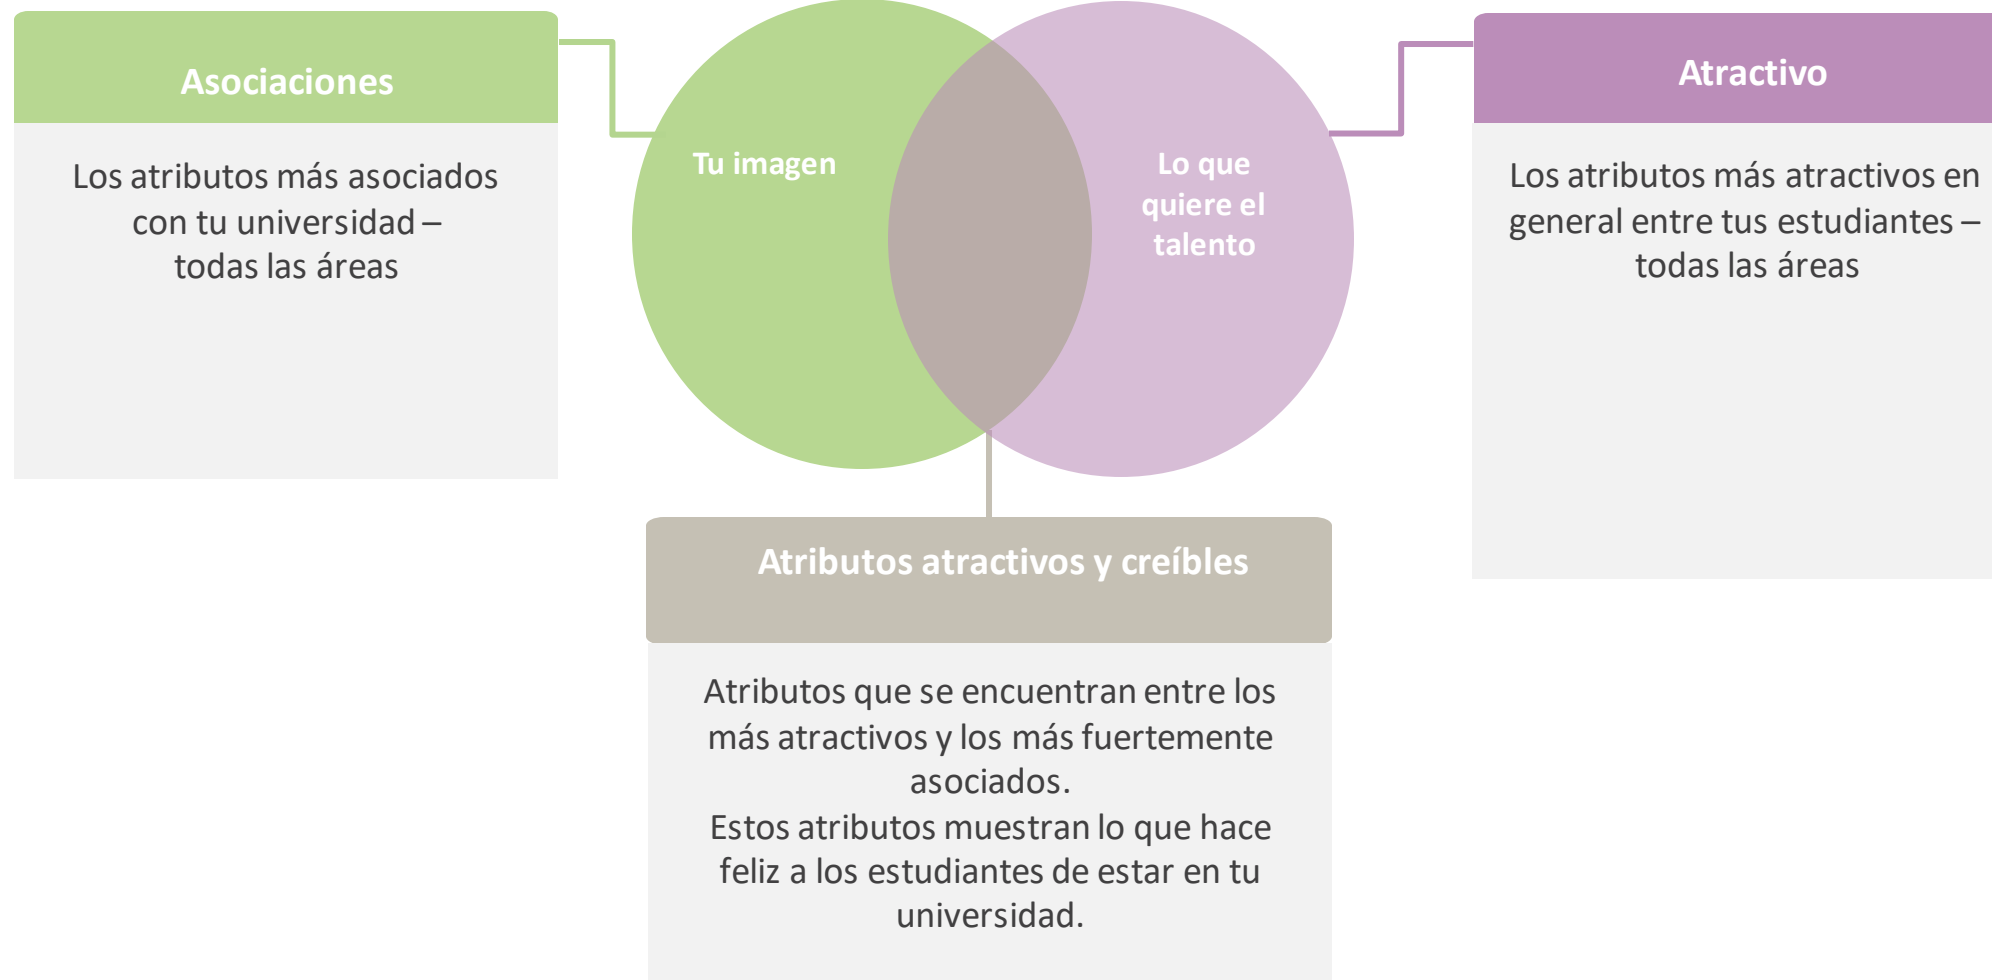 Asociaciones
Los atributos más asociados
con tu universidad –
todas las áreas
Tu imagen
Lo que
quiere el
talento
Atractivo
Los atributos más atractivos en
general entre tus estudiantes –
todas las áreas
Atributos atractivos y creíbles
Atributos que se encuentran entre los
más atractivos y los más fuertemente
asociados.
Estos atributos muestran lo que hace
feliz a los estudiantes de estar en tu
universidad.